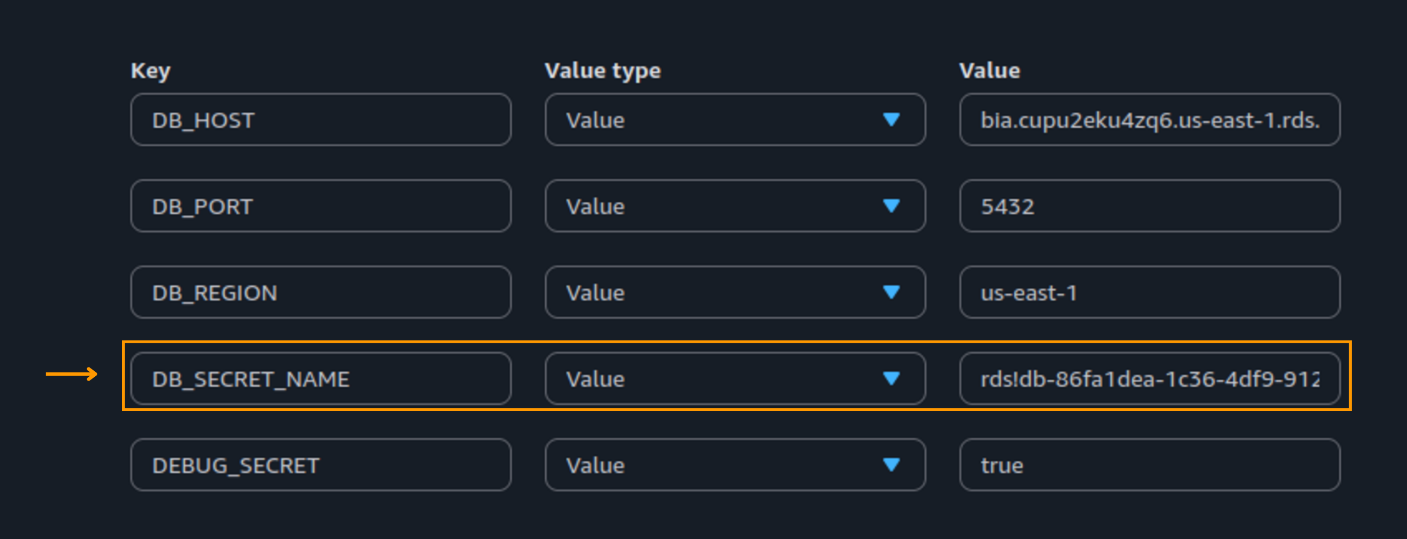 Key Value type Value
DB_HOST Value bia.cupu2eku4zq6.us-east-1.rds.
DB_PORT Value 5432
DB_REGION Value us-east-1
DB_SECRET_NAME Value rds!db-86fa1dea-1c36-4df9-912
DEBUG_SECRET Value true